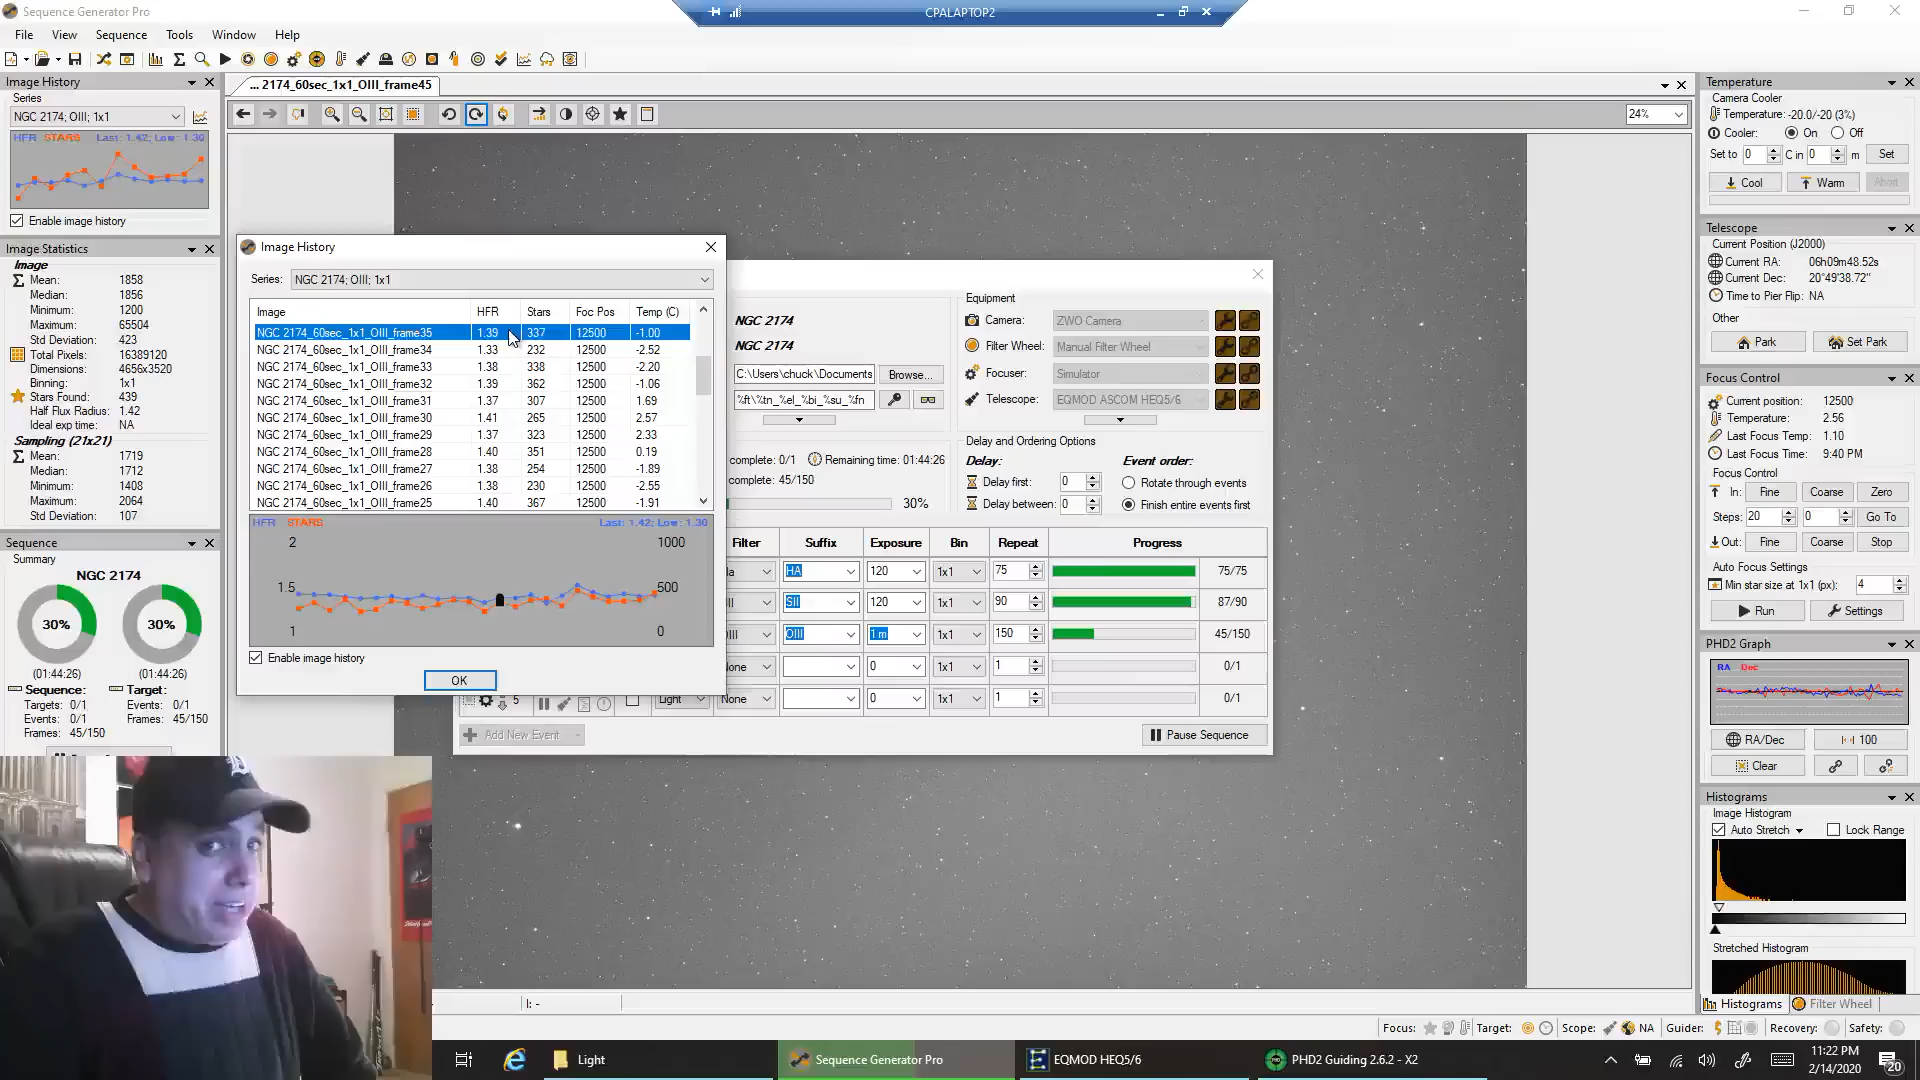 Sequence Generator Pro
CPALAPTOP2
File View Sequence Tools Window Help
Image History
Series
NGC 2174; OIII; 1x1
HFR STARS Last: 1.42; Low: 1.30
Enable image history
Image Statistics
Image
Mean: 1858
Median: 1856
Minimum: 1200
Maximum: 65504
Std Deviation: 423
Total Pixels: 16389120
Dimensions: 4656x3520
Binning: 1x1
Stars Found: 439
Half Flux Radius: 1.42
Ideal exp time: NA
Sampling (21x21)
Mean: 1719
Median: 1712
Minimum: 1408
Maximum: 2064
Std Deviation: 107
Sequence
Summary
NGC 2174
30% 30%
(01:44:26) (01:44:26)
Sequence: Target:
Targets: 0/1 Events: 0/1
Events: 0/1 Frames: 45/150
Frames: 45/150
... 2174_60sec_1x1_OIII_frame45
24%
Image History
Series: NGC 2174; OIII; 1x1
Image HFR Stars Foc Pos Temp (C)
NGC 2174_60sec_1x1_OIII_frame35 1.39 337 12500 -1.00
NGC 2174_60sec_1x1_OIII_frame34 1.33 232 12500 -2.52
NGC 2174_60sec_1x1_OIII_frame33 1.38 338 12500 -2.20
NGC 2174_60sec_1x1_OIII_frame32 1.39 362 12500 -1.06
NGC 2174_60sec_1x1_OIII_frame31 1.37 307 12500 1.69
NGC 2174_60sec_1x1_OIII_frame30 1.41 265 12500 2.57
NGC 2174_60sec_1x1_OIII_frame29 1.37 323 12500 2.33
NGC 2174_60sec_1x1_OIII_frame28 1.40 351 12500 0.19
NGC 2174_60sec_1x1_OIII_frame27 1.38 254 12500 -1.89
NGC 2174_60sec_1x1_OIII_frame26 1.38 230 12500 -2.55
NGC 2174_60sec_1x1_OIII_frame25 1.40 367 12500 -1.91
HFR STARS Last: 1.42; Low: 1.30
2 1000
1.5 500
1 0
Enable image history
OK
NGC 2174
NGC 2174
C:\Users\chuck\Documents Browse...
%ft\%tn_%el_%bi_%su_%fn
complete: 0/1 Remaining time: 01:44:26
complete: 45/150
30%
Equipment
Camera: ZWO Camera
Filter Wheel: Manual Filter Wheel
Focuser: Simulator
Telescope: EQMOD ASCOM HEQ5/6
Delay and Ordering Options
Delay: Event order:
Delay first: 0 Rotate through events
Delay between: 0 Finish entire events first
Filter Suffix Exposure Bin Repeat Progress
HA 120 1x1 75 75/75
SII 120 1x1 90 87/90
OIII 1 m 1x1 150 45/150
None 0 1x1 1 0/1
5 Light None 0 1x1 1 0/1
Add New Event Pause Sequence
I: -
Temperature
Camera Cooler
Temperature: -20.0/-20 (3%)
Cooler: On Off
Set to 0 C in 0 m Set
Cool Warm Abort
Telescope
Current Position (J2000)
Current RA: 06h09m48.52s
Current Dec: 20°49'38.72"
Time to Pier Flip: NA
Other
Park Set Park
Focus Control
Current position: 12500
Temperature: 2.56
Last Focus Temp: 1.10
Last Focus Time: 9:40 PM
Focus Control
In: Fine Coarse Zero
Steps: 20 0 Go To
Out: Fine Coarse Stop
Auto Focus Settings
Min star size at 1x1 (px): 4
Run Settings
PHD2 Graph
RA Dec
RA/Dec 100
Clear
Histograms
Image Histogram
Auto Stretch Lock Range
Stretched Histogram
Histograms Filter Wheel
Focus: Target: Scope: NA Guider: Recovery: Safety:
Light
Sequence Generator Pro
EQMOD HEQ5/6
PHD2 Guiding 2.6.2 - X2
11:22 PM
2/14/2020
20